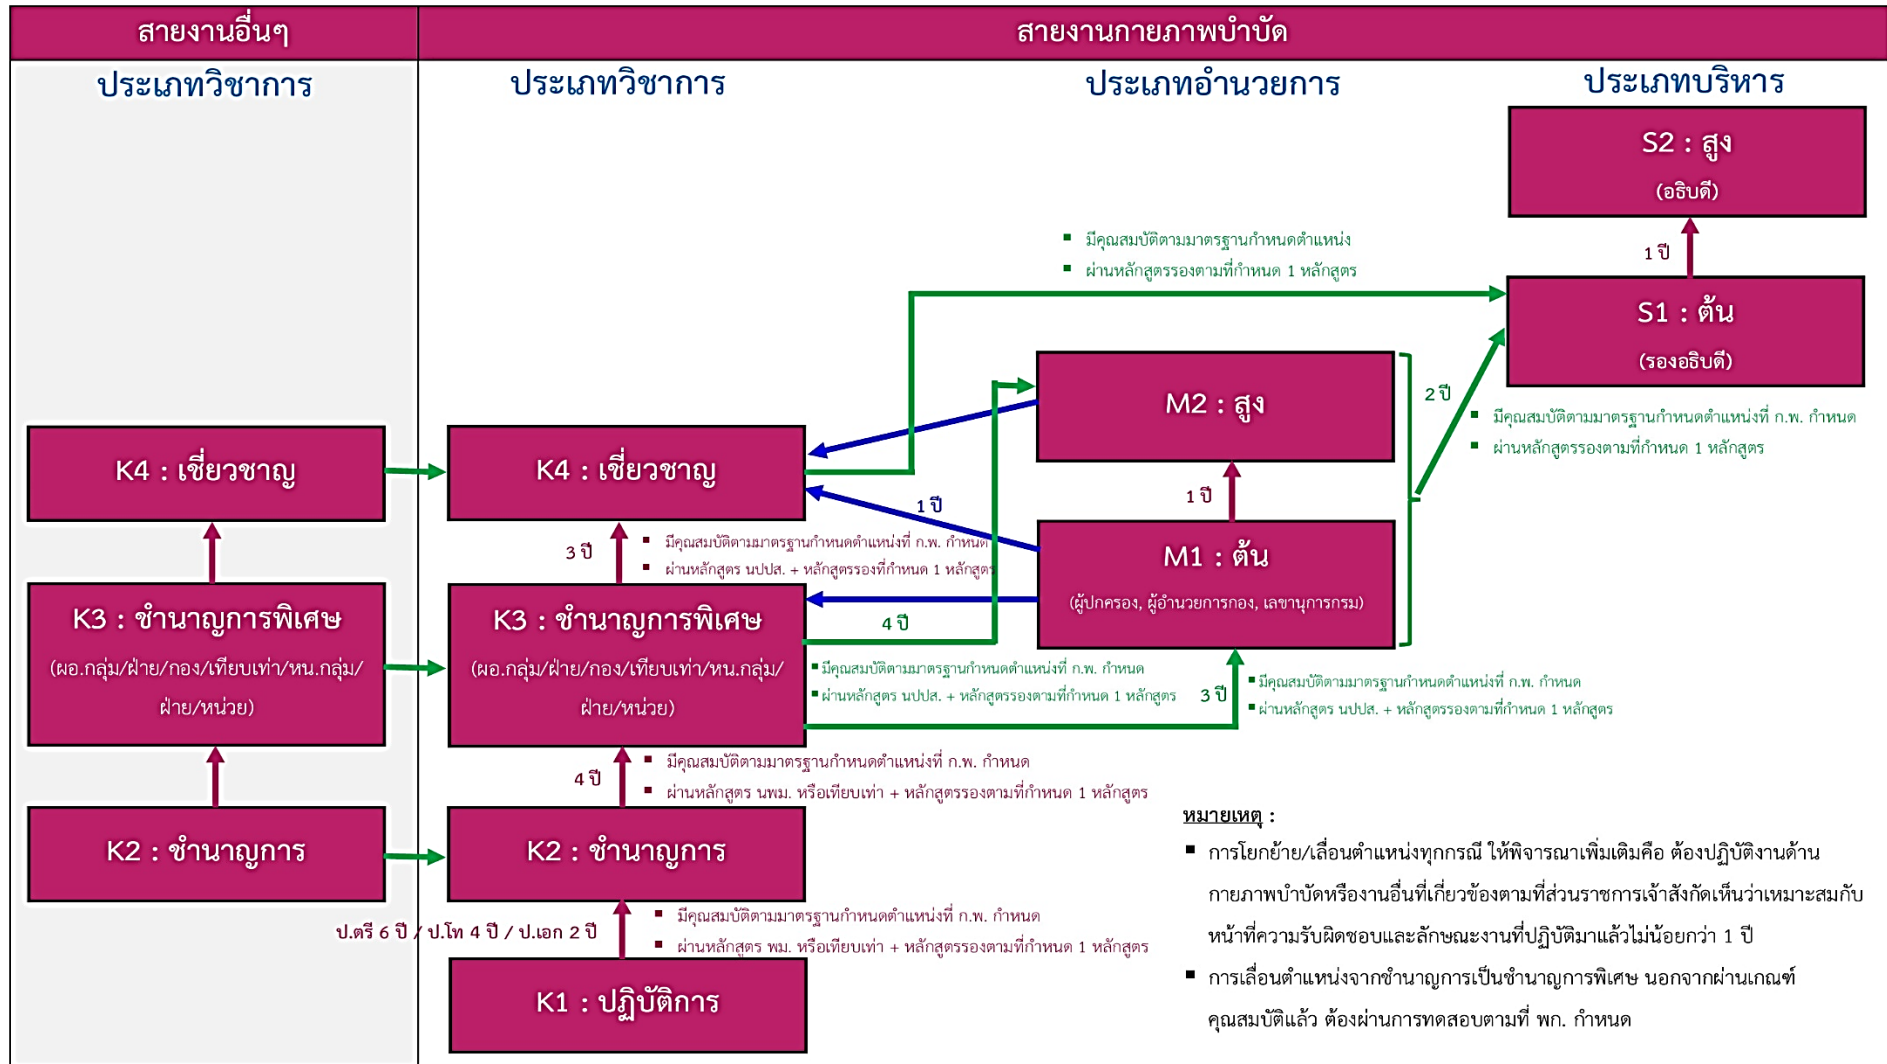 สายงานอื่นๆ
สายงานกายภาพบำบัด
ประเภทวิชาการ
ประเภทวิชาการ
ประเภทอำนวยการ
ประเภทบริหาร
S2 : สูง
(อธิบดี)
1 ปี
S1 : ต้น
(รองอธิบดี)
▪ มีคุณสมบัติตามมาตรฐานกำหนดตำแหน่ง
▪ ผ่านหลักสูตรรองตามที่กำหนด 1 หลักสูตร
2 ปี
▪ มีคุณสมบัติตามมาตรฐานกำหนดตำแหน่งที่ ก.พ. กำหนด
▪ ผ่านหลักสูตรรองตามที่กำหนด 1 หลักสูตร
M2 : สูง
1 ปี
M1 : ต้น
(ผู้ปกครอง, ผู้อำนวยการกอง, เลขานุการกรม)
K4 : เชี่ยวชาญ
K4 : เชี่ยวชาญ
1 ปี
3 ปี
▪ มีคุณสมบัติตามมาตรฐานกำหนดตำแหน่งที่ ก.พ. กำหนด
▪ ผ่านหลักสูตร นปปส. + หลักสูตรรองที่กำหนด 1 หลักสูตร
K3 : ชำนาญการพิเศษ
(ผอ.กลุ่ม/ฝ่าย/กอง/เทียบเท่า/หน.กลุ่ม/
ฝ่าย/หน่วย)
K3 : ชำนาญการพิเศษ
(ผอ.กลุ่ม/ฝ่าย/กอง/เทียบเท่า/หน.กลุ่ม/
ฝ่าย/หน่วย)
4 ปี
▪ มีคุณสมบัติตามมาตรฐานกำหนดตำแหน่งที่ ก.พ. กำหนด
▪ ผ่านหลักสูตร นปปส. + หลักสูตรรองตามที่กำหนด 1 หลักสูตร
3 ปี
▪ มีคุณสมบัติตามมาตรฐานกำหนดตำแหน่งที่ ก.พ. กำหนด
▪ ผ่านหลักสูตร นปปส. + หลักสูตรรองตามที่กำหนด 1 หลักสูตร
4 ปี
▪ มีคุณสมบัติตามมาตรฐานกำหนดตำแหน่งที่ ก.พ. กำหนด
▪ ผ่านหลักสูตร นพม. หรือเทียบเท่า + หลักสูตรรองตามที่กำหนด 1 หลักสูตร
K2 : ชำนาญการ
K2 : ชำนาญการ
ป.ตรี 6 ปี / ป.โท 4 ปี / ป.เอก 2 ปี
▪ มีคุณสมบัติตามมาตรฐานกำหนดตำแหน่งที่ ก.พ. กำหนด
▪ ผ่านหลักสูตร พม. หรือเทียบเท่า + หลักสูตรรองตามที่กำหนด 1 หลักสูตร
K1 : ปฏิบัติการ
หมายเหตุ :
▪ การโยกย้าย/เลื่อนตำแหน่งทุกกรณี ให้พิจารณาเพิ่มเติมคือ ต้องปฏิบัติงานด้าน
กายภาพบำบัดหรืองานอื่นที่เกี่ยวข้องตามที่ส่วนราชการเจ้าสังกัดเห็นว่าเหมาะสมกับ
หน้าที่ความรับผิดชอบและลักษณะงานที่ปฏิบัติมาแล้วไม่น้อยกว่า 1 ปี
▪ การเลื่อนตำแหน่งจากชำนาญการเป็นชำนาญการพิเศษ นอกจากผ่านเกณฑ์
คุณสมบัติแล้ว ต้องผ่านการทดสอบตามที่ พก. กำหนด